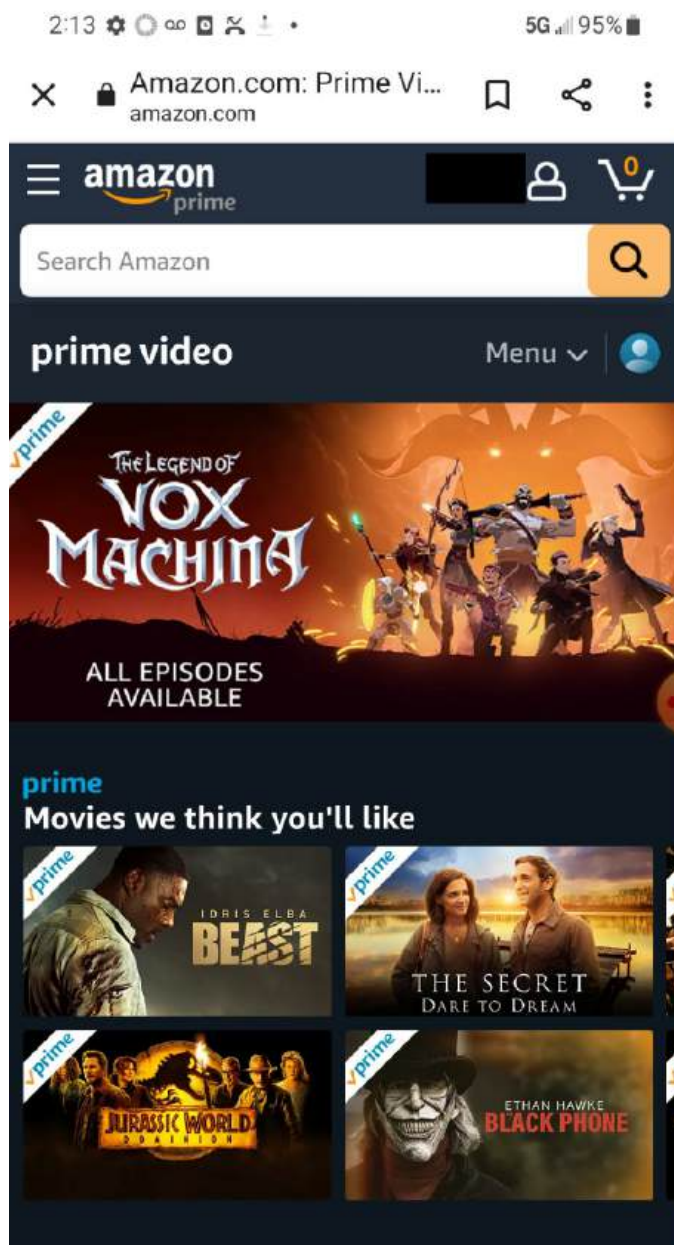 2:13
5G 95%
Amazon.com: Prime Vi...
amazon.com
amazon
prime
0
Search Amazon
prime video
Menu
prime
THE LEGEND OF
VOX
MACHINA
ALL EPISODES
AVAILABLE
prime
Movies we think you'll like
prime
IDRIS ELBA
BEAST
prime
THE SECRET
DARE TO DREAM
prime
JURASSIC WORLD
DOMINION
prime
ETHAN HAWKE
BLACK PHONE